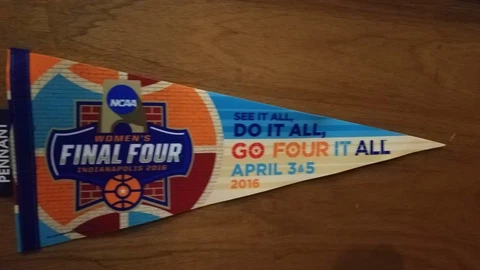 PENNANT
NCAA
WOMEN'S
FINAL FOUR
INDIANAPOLIS 2016
SEE IT ALL,
DO IT ALL,
GO FOUR IT ALL
APRIL 3&5
2016